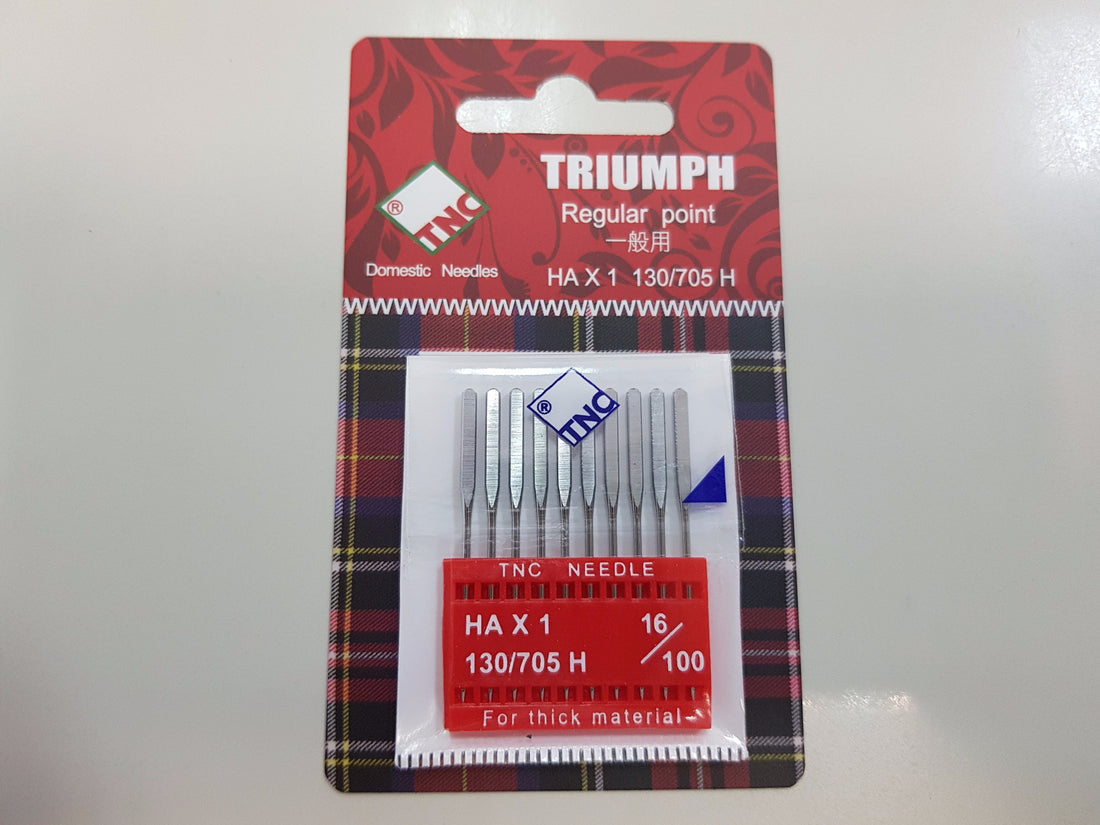 TRIUMPH
Regular point
一般用
HA X 1 130/705 H
® TNC
Domestic Needles
® TNC
TNC NEEDLE
HA X 1 16/100
130/705 H
For thick material